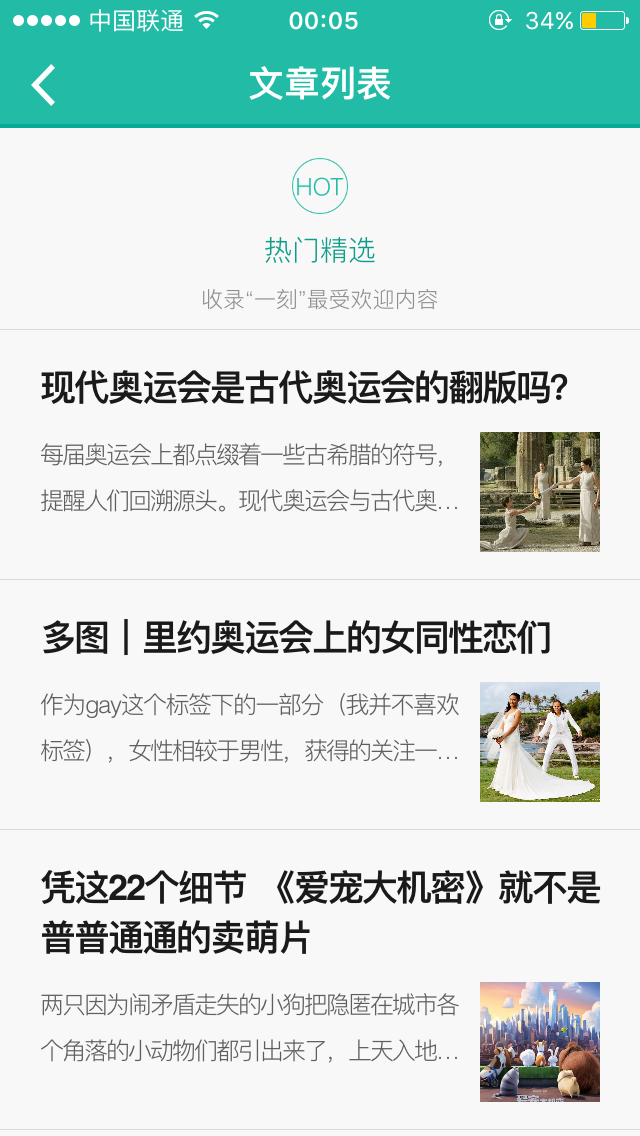 中国联通 00:05 34%
文章列表
HOT
热门精选
收录“一刻”最受欢迎内容
现代奥运会是古代奥运会的翻版吗？
每届奥运会上都点缀着一些古希腊的符号，
提醒人们回溯源头。现代奥运会与古代奥…
多图｜里约奥运会上的女同性恋们
作为gay这个标签下的一部分（我并不喜欢
标签），女性相较于男性，获得的关注一…
凭这22个细节 《爱宠大机密》就不是
普普通通的卖萌片
两只因为闹矛盾走失的小狗把隐匿在城市各
个角落的小动物们都引出来了，上天入地…